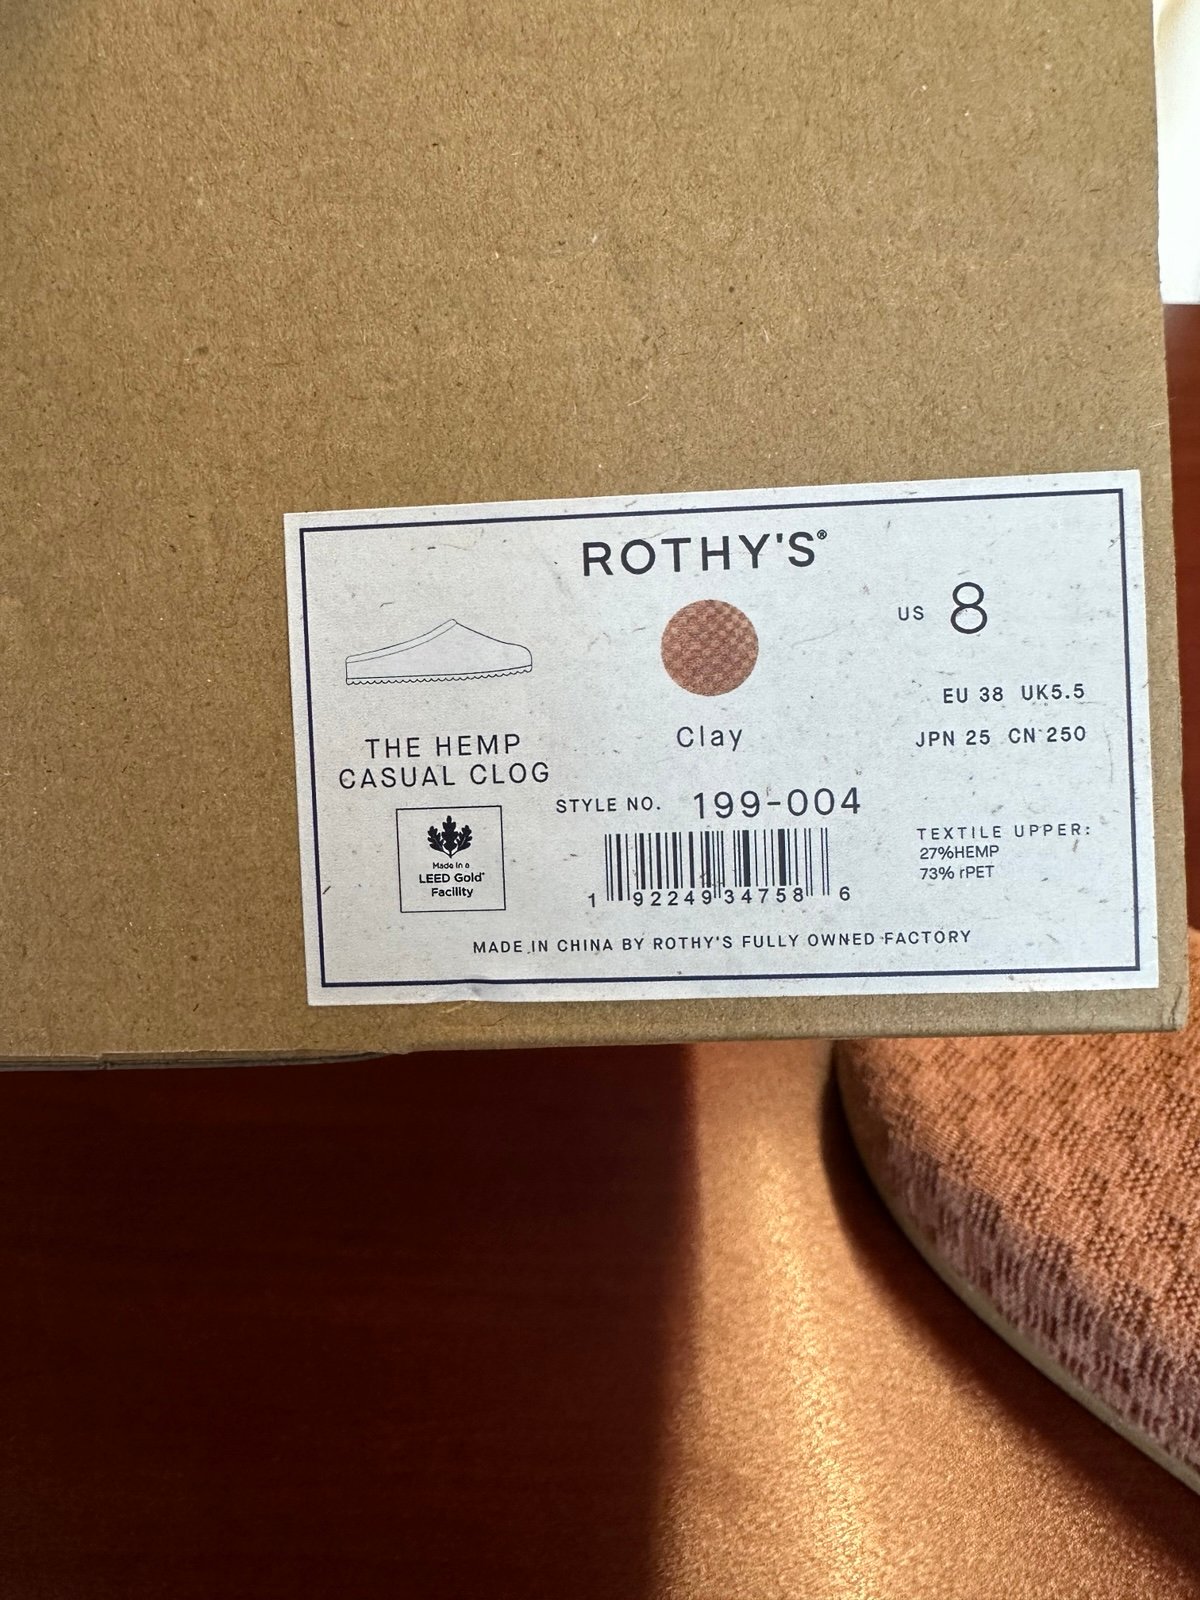 ROTHY'S®
US 8
EU 38 UK5.5
JPN 25 CN 250
Clay
THE HEMP
CASUAL CLOG
STYLE NO. 199-004
Made in a
LEED Gold®
Facility
1 92249 34758 6
TEXTILE UPPER:
27%HEMP
73% rPET
MADE IN CHINA BY ROTHY'S FULLY OWNED FACTORY